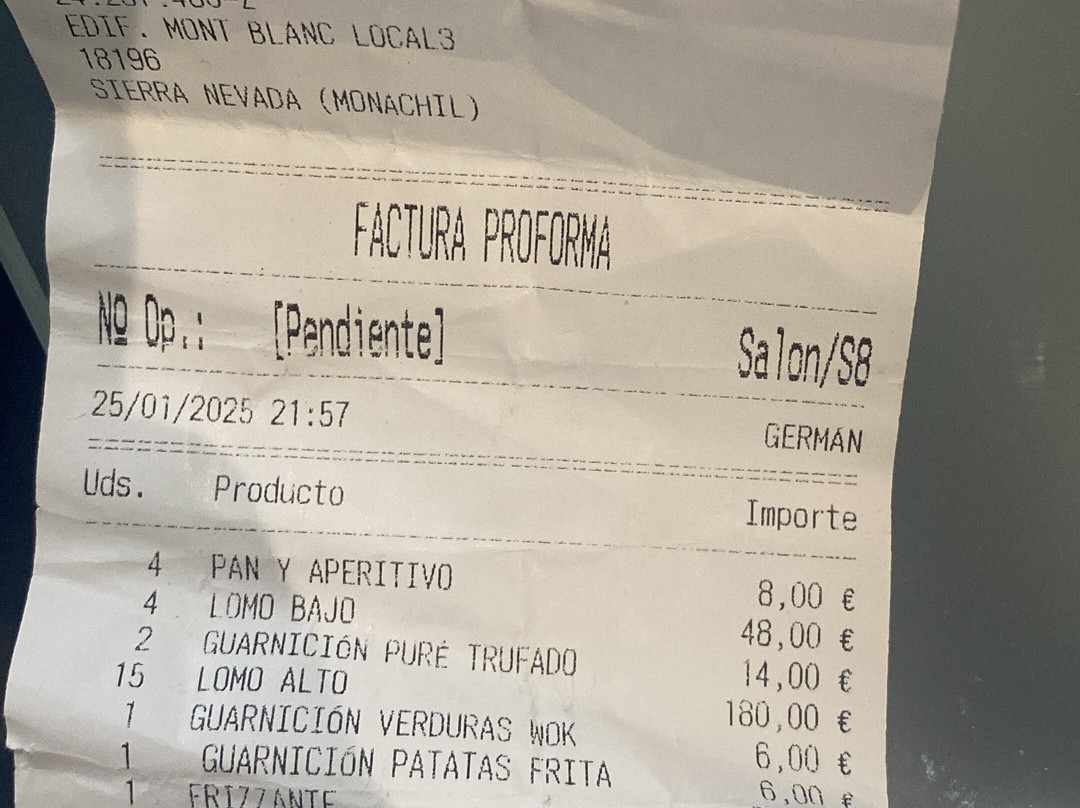 EDIF. MONT BLANC LOCAL3
18196
SIERRA NEVADA (MONACHIL)
FACTURA PROFORMA
Nº Op.: [Pendiente] Salon/S8
25/01/2025 21:57 GERMÁN
Uds. Producto Importe
4 PAN Y APERITIVO 8,00 €
4 LOMO BAJO 48,00 €
2 GUARNICIÓN PURÉ TRUFADO 14,00 €
15 LOMO ALTO 180,00 €
1 GUARNICIÓN VERDURAS WOK 6,00 €
1 GUARNICIÓN PATATAS FRITA 6,00 €
1 FRIZZANTE